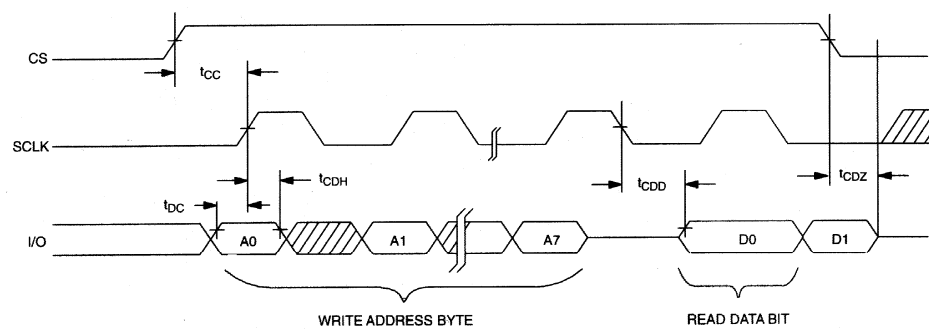 CS
tCC
SCLK
tCDH
tCDD
tCDZ
tDC
I/O
A0
A1
A7
D0
D1
WRITE ADDRESS BYTE
READ DATA BIT